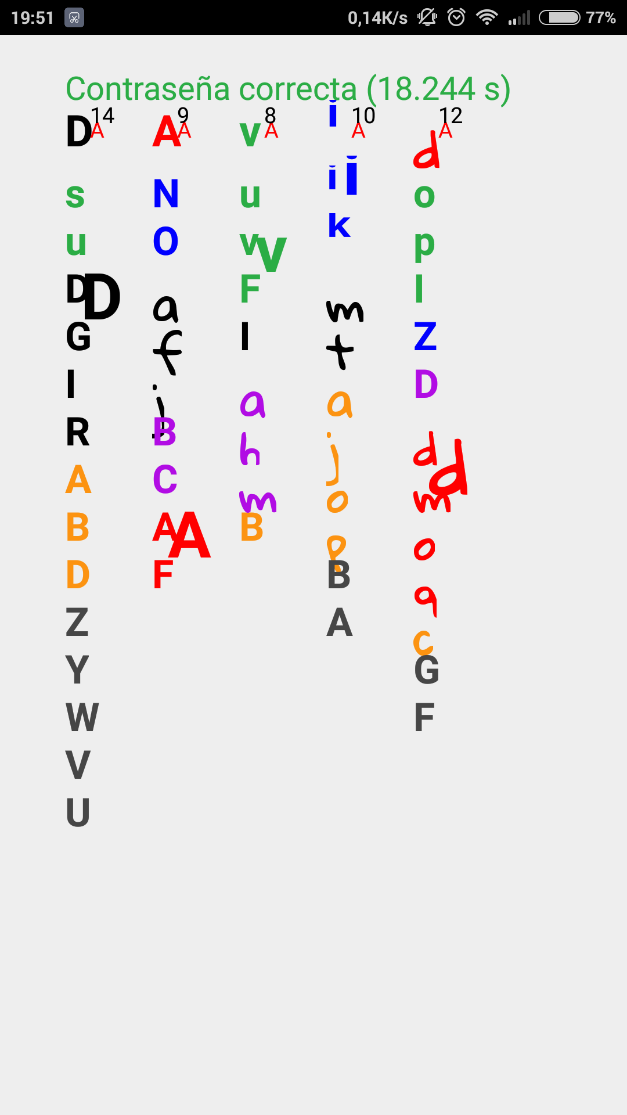 19:51 0,14K/s 77%
Contraseña correcta (18.244 s)
D A 14 A A 9 v A 8 i A 10 d A 12
s N u i i o
u O v v k p
D D a F m I
G f I t Z
I j a a D
R B h j d d
A C m o m
B A A B p o
D F B q
Z A c
Y G
W F
V
U